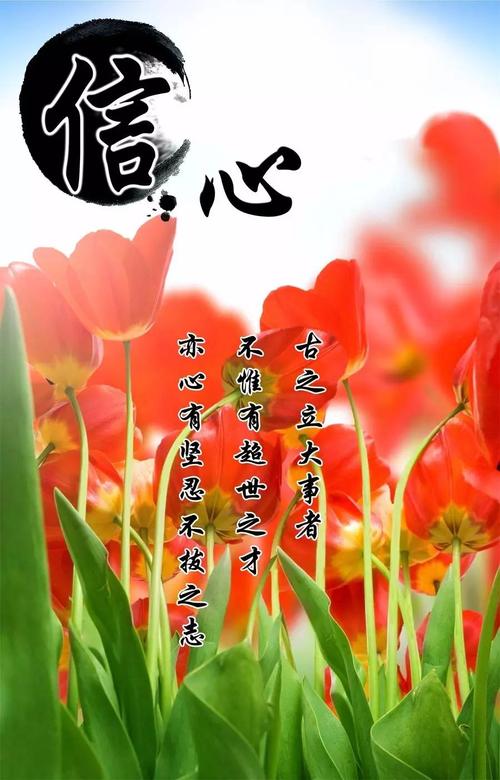 信心
古之立大事者
不惟有超世之才
亦心有坚忍不拔之志